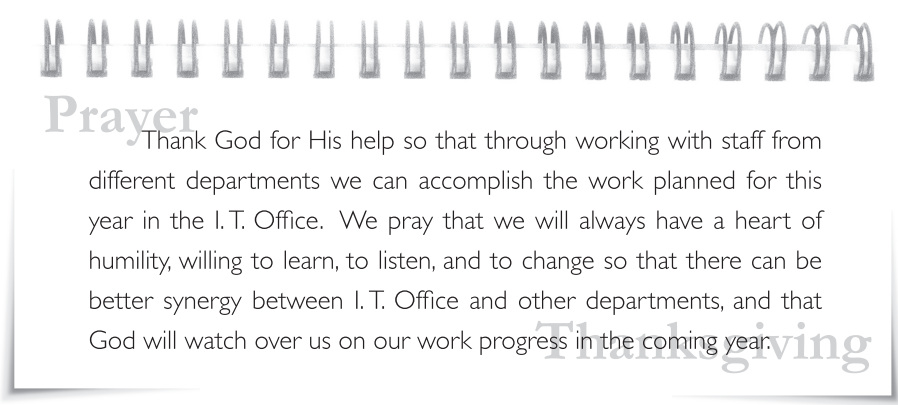 Prayer
Thank God for His help so that through working with staff from
different departments we can accomplish the work planned for this
year in the I. T. Office. We pray that we will always have a heart of
humility, willing to learn, to listen, and to change so that there can be
better synergy between I. T. Office and other departments, and that
God will watch over us on our work progress in the coming year.
Thanksgiving